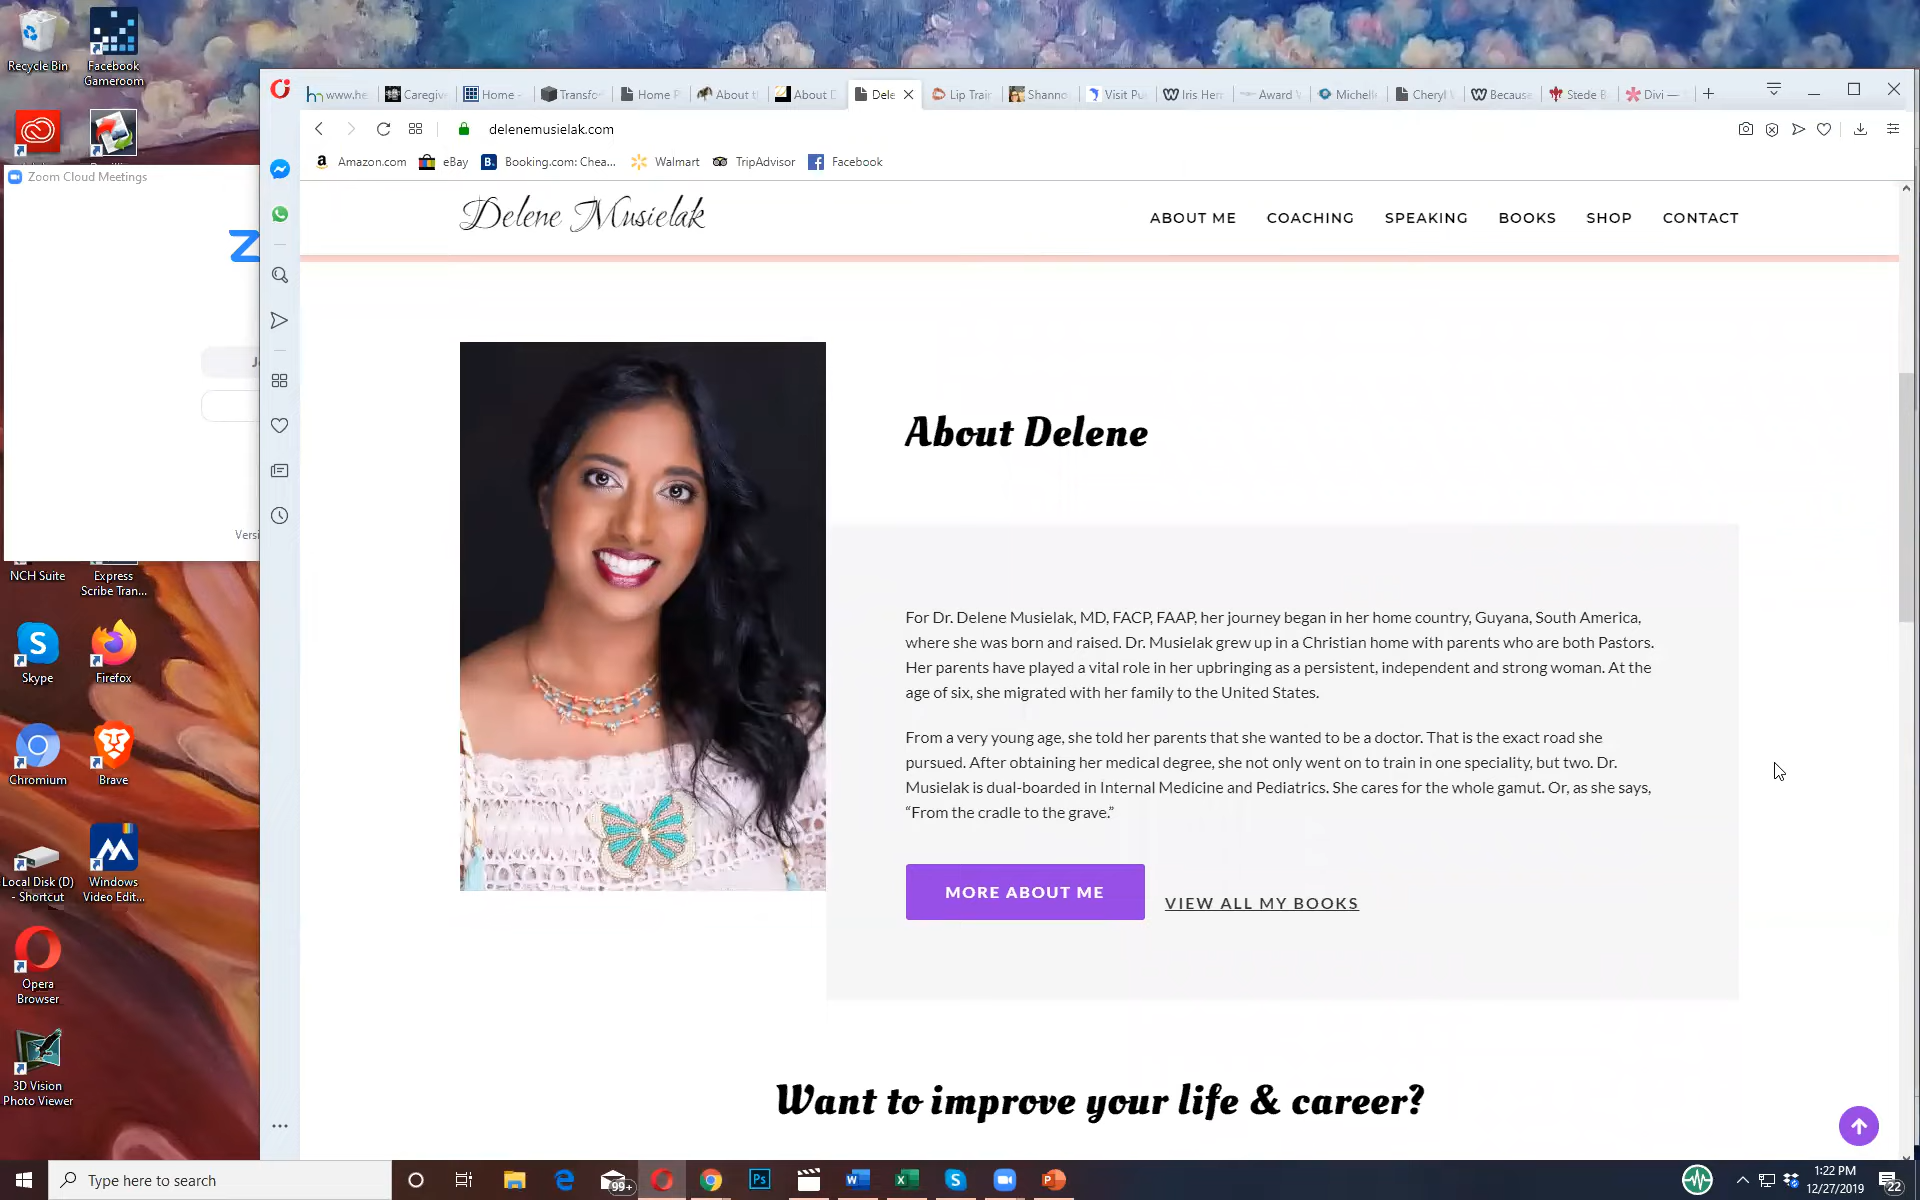 Recycle Bin
Facebook
Gameroom
www.he
Caregiv
Home -
Transfo
Home P
About t
About D
Dele
Lip Train
Shanno
Visit Pu
Iris Hern
Award V
Michelle
Cheryl
Because
Stede B
Divi —
delenemusielak.com
Amazon.com
eBay
Booking.com: Chea...
Walmart
TripAdvisor
Facebook
Zoom Cloud Meetings
Delene Musielak
ABOUT ME
COACHING
SPEAKING
BOOKS
SHOP
CONTACT
About Delene
For Dr. Delene Musielak, MD, FACP, FAAP, her journey began in her home country, Guyana, South America,
where she was born and raised. Dr. Musielak grew up in a Christian home with parents who are both Pastors.
Her parents have played a vital role in her upbringing as a persistent, independent and strong woman. At the
age of six, she migrated with her family to the United States.
From a very young age, she told her parents that she wanted to be a doctor. That is the exact road she
pursued. After obtaining her medical degree, she not only went on to train in one speciality, but two. Dr.
Musielak is dual-boarded in Internal Medicine and Pediatrics. She cares for the whole gamut. Or, as she says,
“From the cradle to the grave.”
MORE ABOUT ME
VIEW ALL MY BOOKS
Want to improve your life & career?
Versi
NCH Suite
Express
Scribe Tran...
Skype
Firefox
Chromium
Brave
Local Disk (D)
- Shortcut
Windows
Video Edit...
Opera
Browser
3D Vision
Photo Viewer
Type here to search
99+
1:22 PM
12/27/2019
22